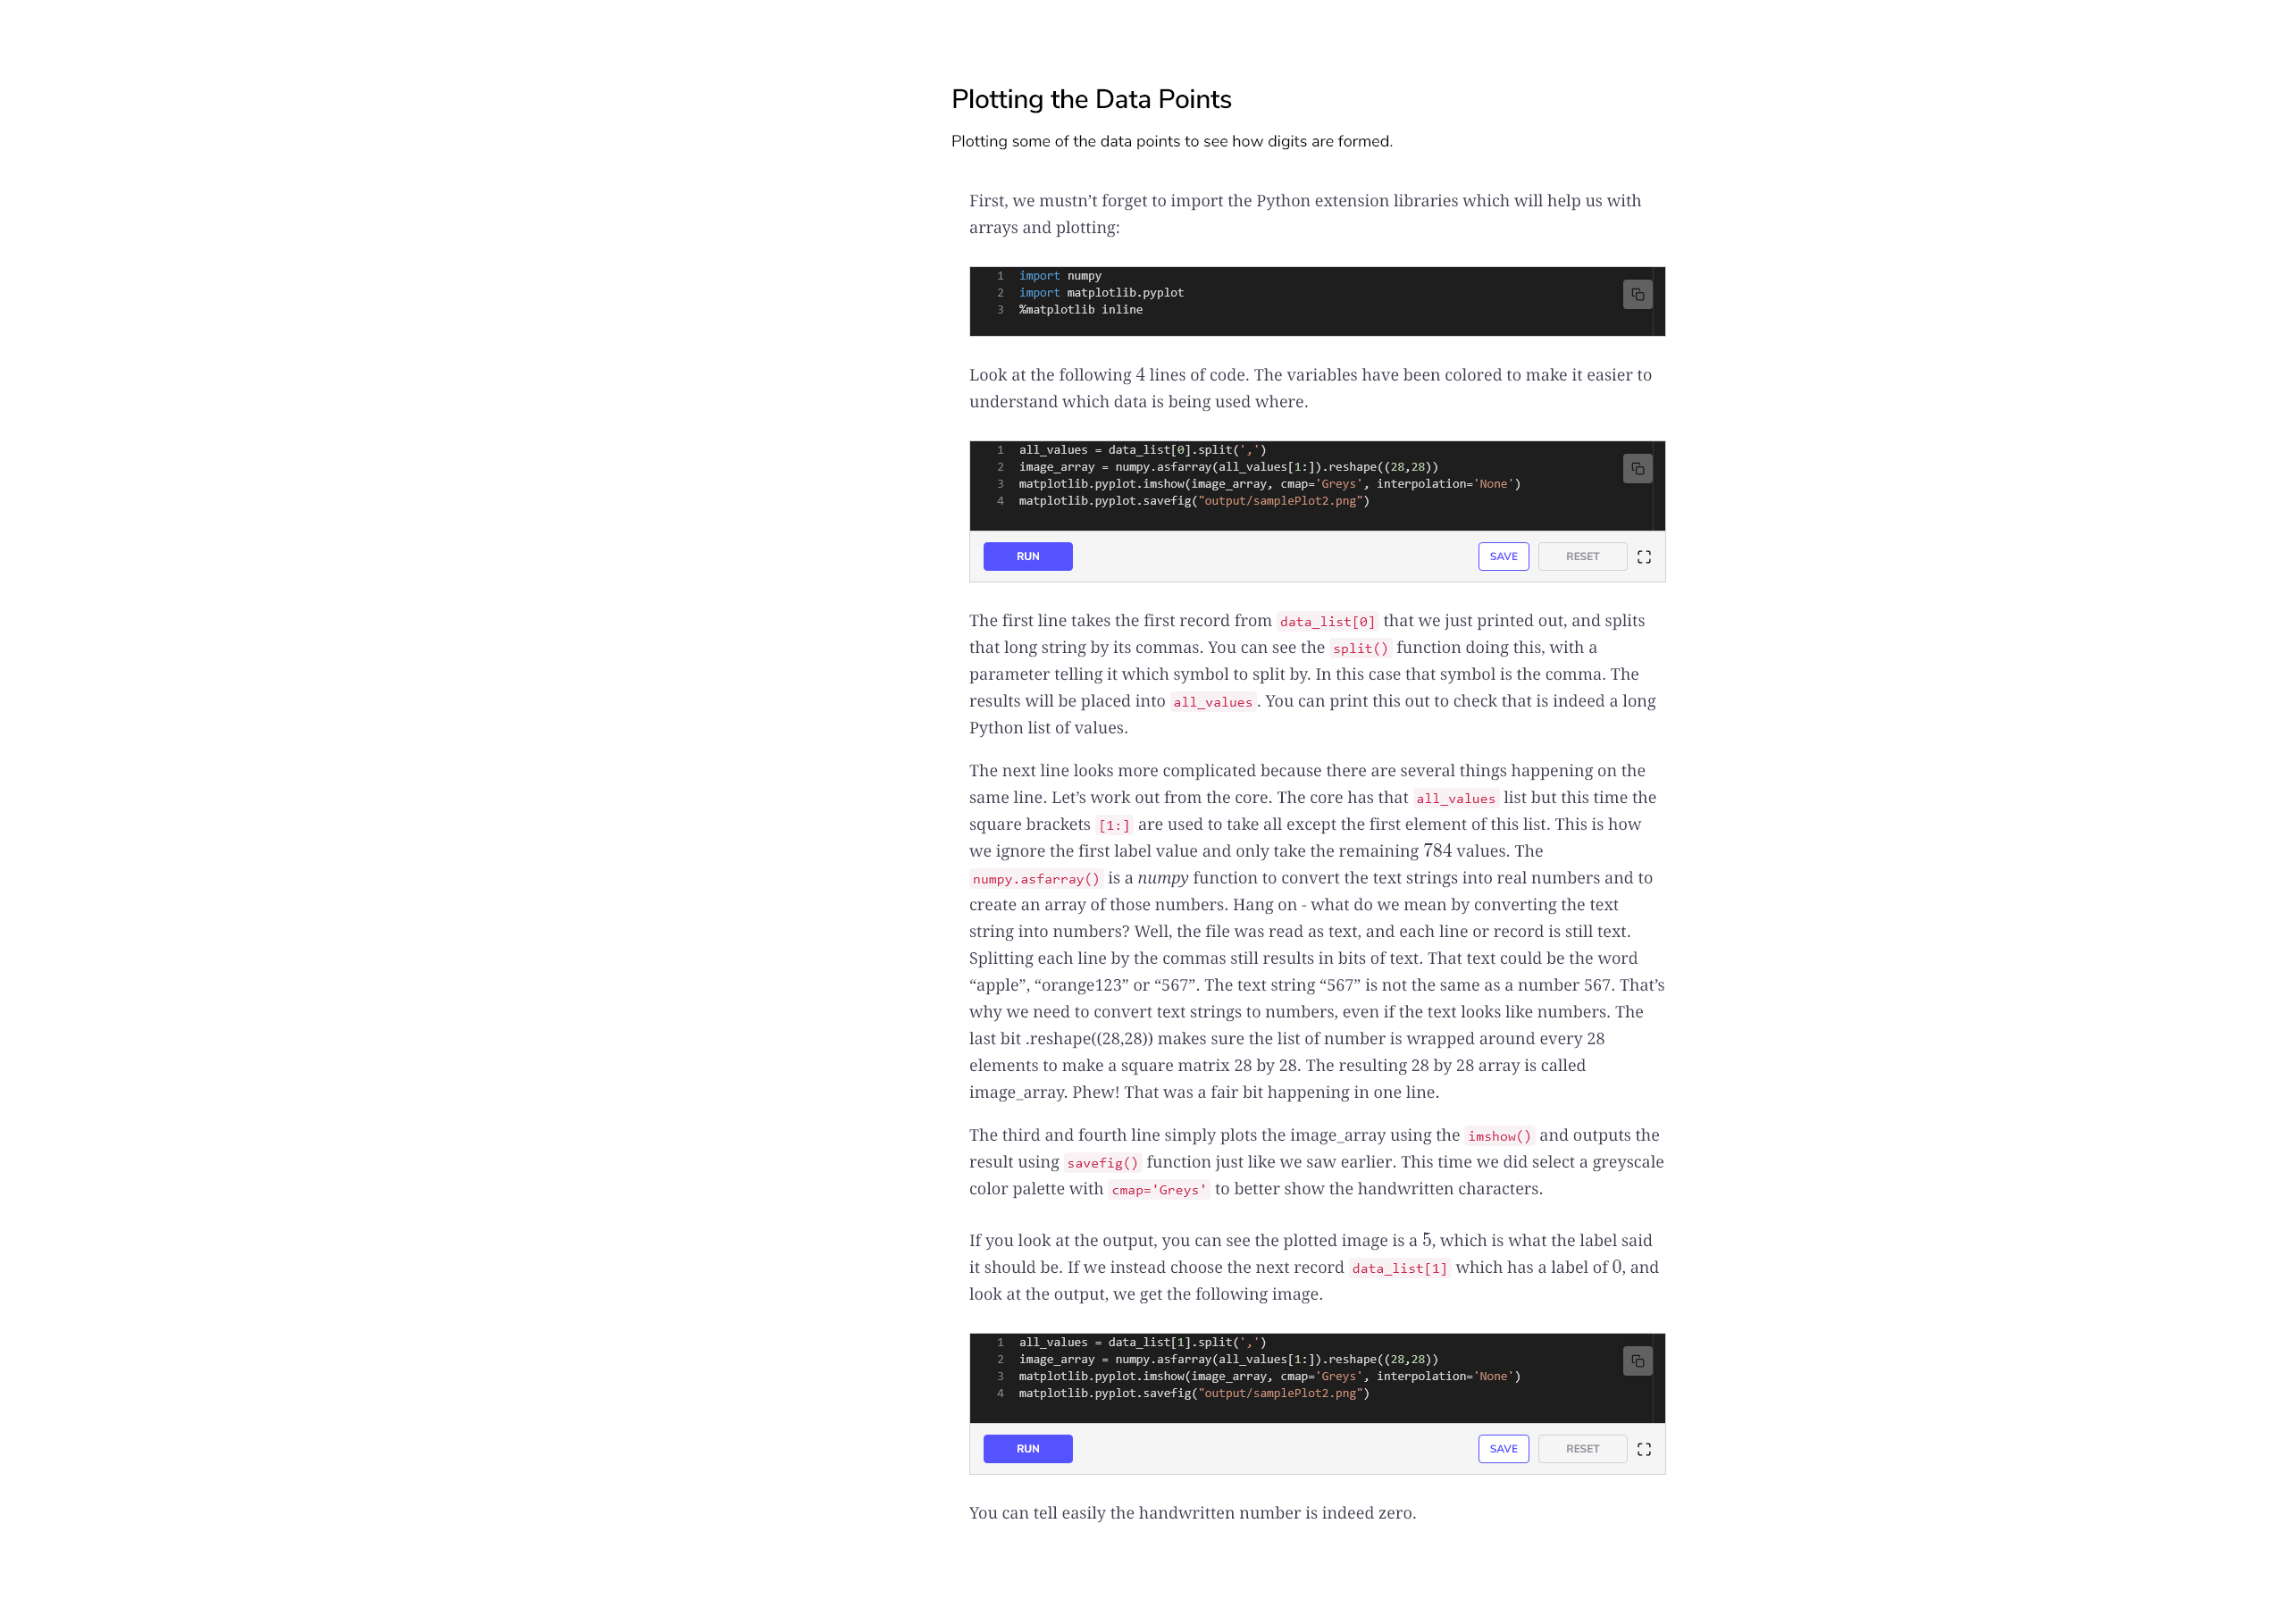 Plotting the Data Points
Plotting some of the data points to see how digits are formed.
First, we mustn’t forget to import the Python extension libraries which will help us with
arrays and plotting:
1 import numpy
2 import matplotlib.pyplot
3 %matplotlib inline
Look at the following 4 lines of code. The variables have been colored to make it easier to
understand which data is being used where.
1 all_values = data_list[0].split(',')
2 image_array = numpy.asfarray(all_values[1:]).reshape((28,28))
3 matplotlib.pyplot.imshow(image_array, cmap='Greys', interpolation='None')
4 matplotlib.pyplot.savefig("output/samplePlot2.png")
RUN SAVE RESET
The first line takes the first record from data_list[0] that we just printed out, and splits
that long string by its commas. You can see the split() function doing this, with a
parameter telling it which symbol to split by. In this case that symbol is the comma. The
results will be placed into all_values. You can print this out to check that is indeed a long
Python list of values.
The next line looks more complicated because there are several things happening on the
same line. Let’s work out from the core. The core has that all_values list but this time the
square brackets [1:] are used to take all except the first element of this list. This is how
we ignore the first label value and only take the remaining 784 values. The
numpy.asfarray() is a numpy function to convert the text strings into real numbers and to
create an array of those numbers. Hang on - what do we mean by converting the text
string into numbers? Well, the file was read as text, and each line or record is still text.
Splitting each line by the commas still results in bits of text. That text could be the word
“apple”, “orange123” or “567”. The text string “567” is not the same as a number 567. That’s
why we need to convert text strings to numbers, even if the text looks like numbers. The
last bit .reshape((28,28)) makes sure the list of number is wrapped around every 28
elements to make a square matrix 28 by 28. The resulting 28 by 28 array is called
image_array. Phew! That was a fair bit happening in one line.
The third and fourth line simply plots the image_array using the imshow() and outputs the
result using savefig() function just like we saw earlier. This time we did select a greyscale
color palette with cmap='Greys' to better show the handwritten characters.
If you look at the output, you can see the plotted image is a 5, which is what the label said
it should be. If we instead choose the next record data_list[1] which has a label of 0, and
look at the output, we get the following image.
1 all_values = data_list[1].split(',')
2 image_array = numpy.asfarray(all_values[1:]).reshape((28,28))
3 matplotlib.pyplot.imshow(image_array, cmap='Greys', interpolation='None')
4 matplotlib.pyplot.savefig("output/samplePlot2.png")
RUN SAVE RESET
You can tell easily the handwritten number is indeed zero.